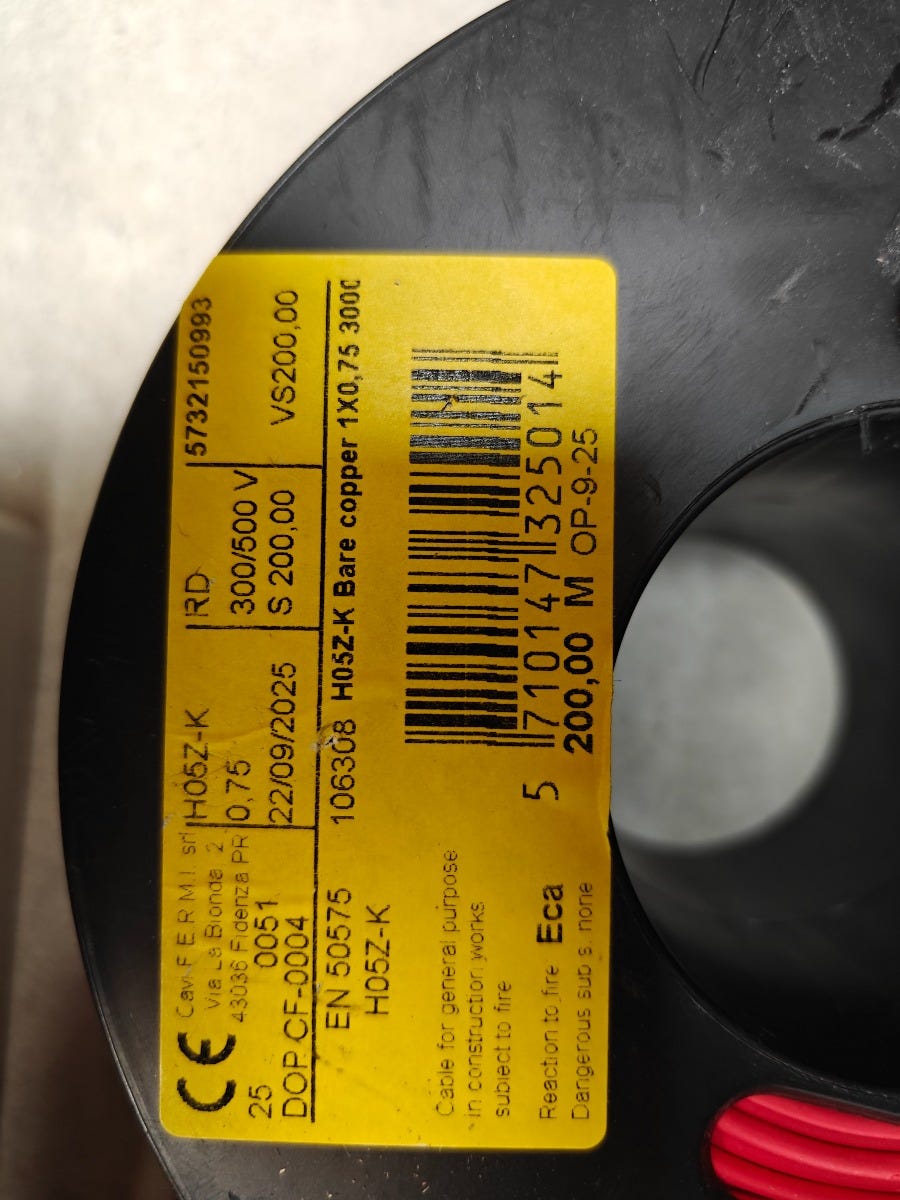 CE Cavi F.E.R.M.I. srl
Via La Bionda, 2
43036 Fidenza PR
25 0051
DOP.CF-0004
H05Z-K RD 5732150993
0,75 300/500 V
22/09/2025 S 200,00 VS200,00
EN 50575 106308 H05Z-K Bare copper 1X0,75 300
H05Z-K
Cable for general purpose
in construction works
subiect to fire
Reaction to fire Eca
Dangerous sub s. none
5 710147 325014
200,00 M OP-9-25